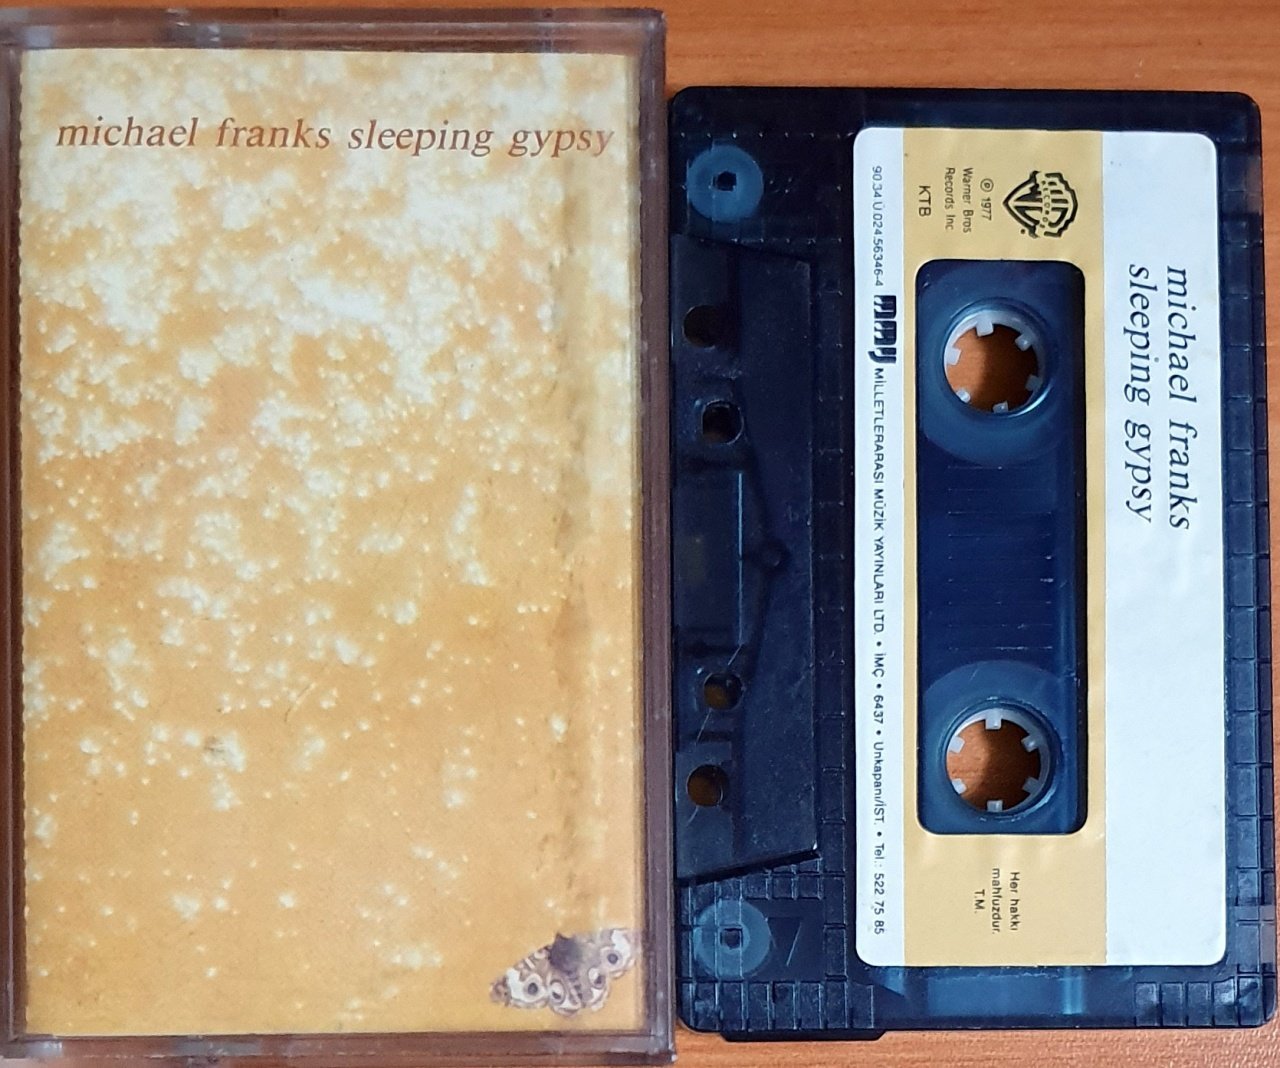 michael franks sleeping gypsy
michael franks
sleeping gypsy
RECORDS
℗ 1977
Warner Bros
Records Inc.
KTB
Her hakkı
mahfuzdur.
T.M.
90.34.Ü.024.56346-4 MMY MİLLETLERARASI MÜZİK YAYINLARI LTD. • İMÇ • 6437 • Unkapanı/İST. • Tel.: 522 75 85